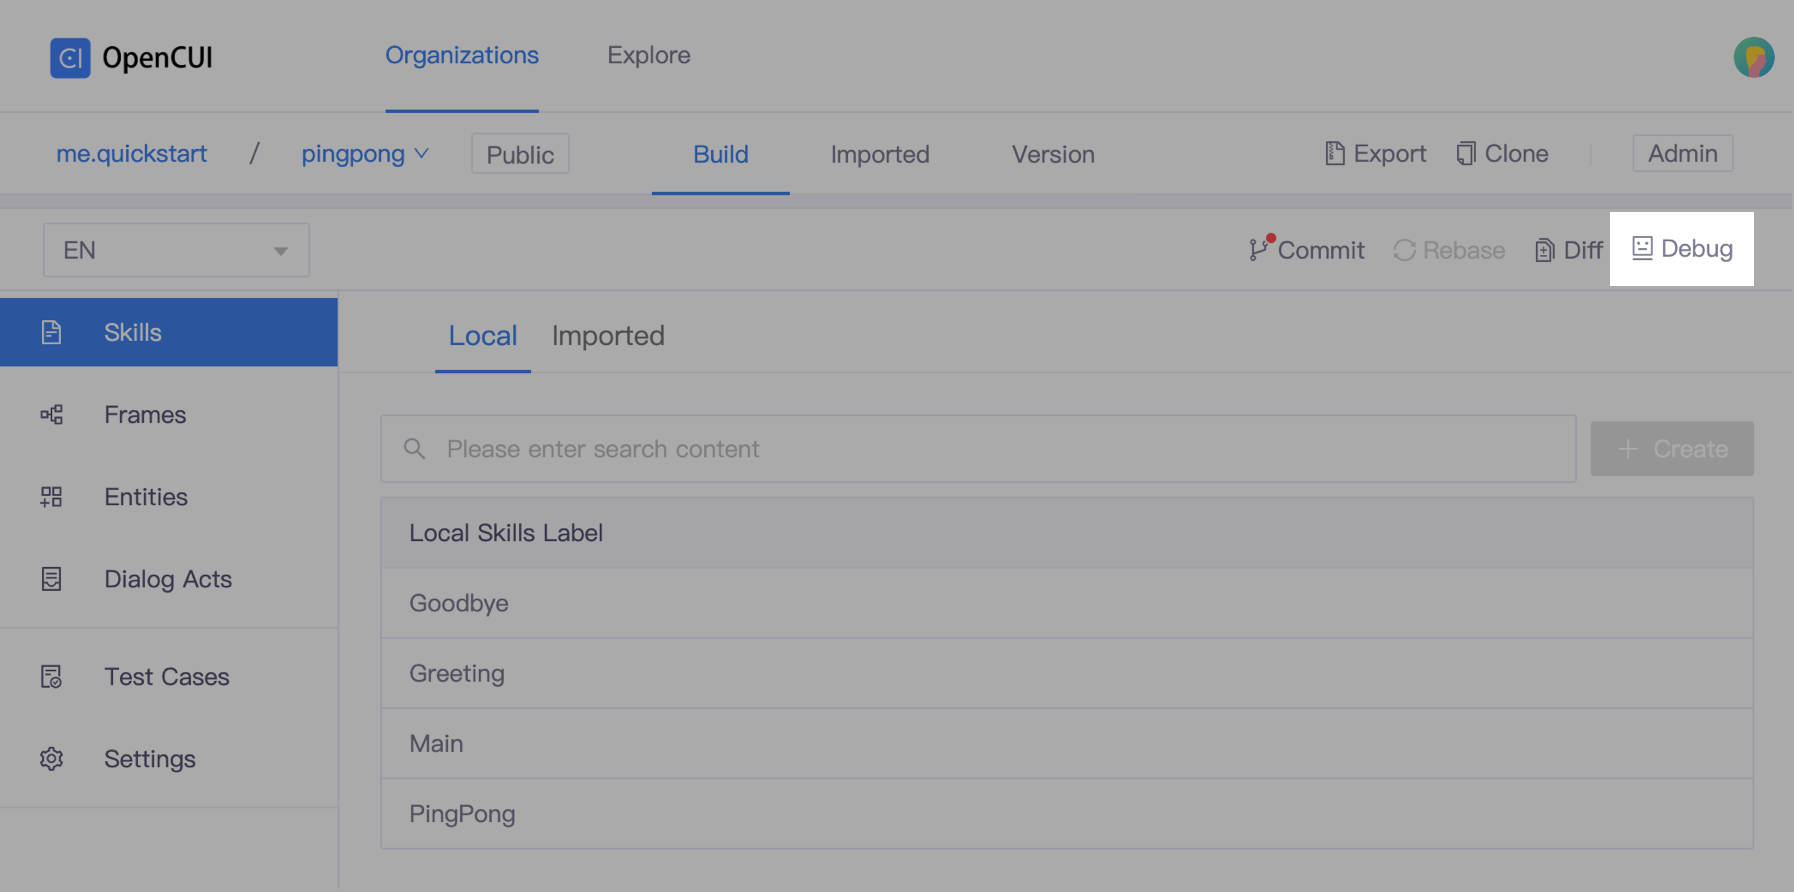 CI OpenCUI Organizations Explore
me.quickstart / pingpong Public Build Imported Version Export Clone Admin
EN Commit Rebase Diff Debug
Skills
Frames
Entities
Dialog Acts
Test Cases
Settings
Local Imported
Please enter search content + Create
Local Skills Label
Goodbye
Greeting
Main
PingPong